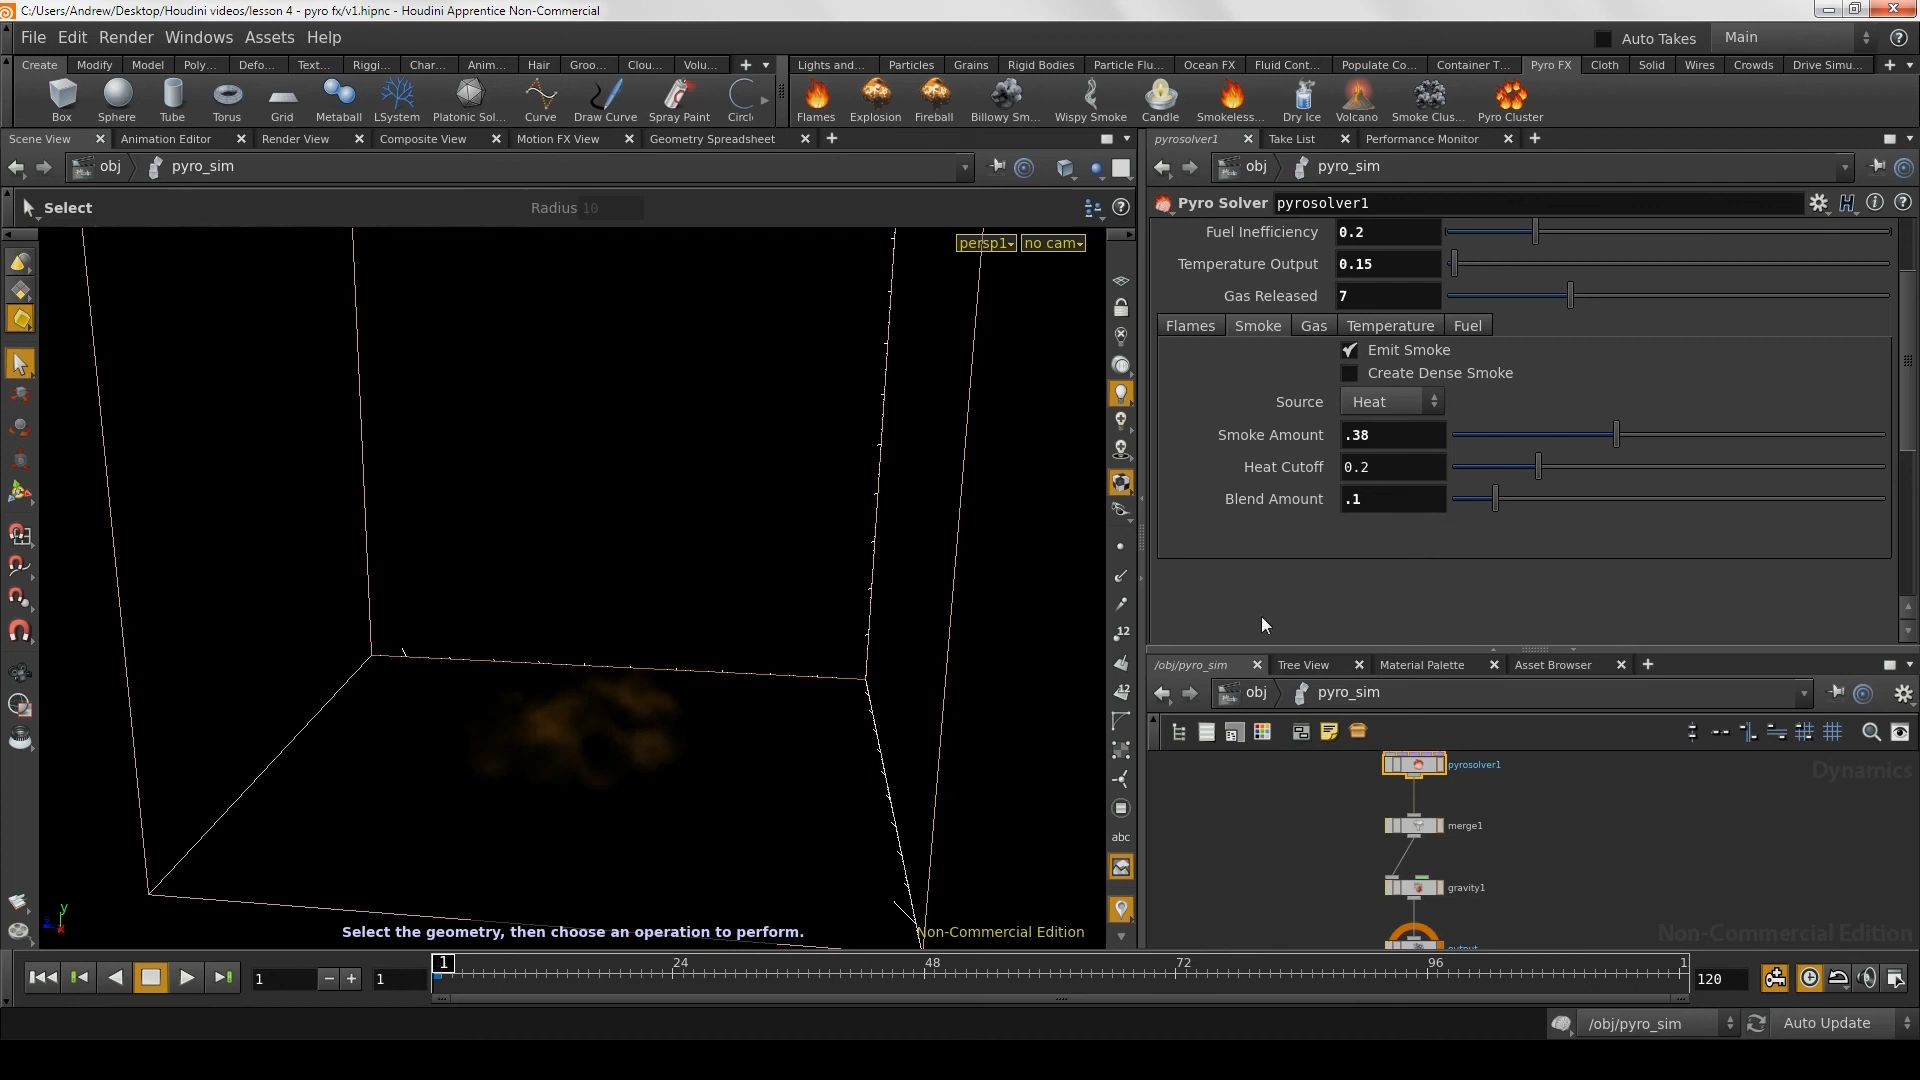 C:/Users/Andrew/Desktop/Houdini videos/lesson 4 - pyro fx/v1.hipnc - Houdini Apprentice Non-Commercial
File Edit Render Windows Assets Help
Auto Takes Main
Create Modify Model Poly... Defo... Text... Riggi... Char... Anim... Hair Groo... Clou... Volu...
Lights and... Particles Grains Rigid Bodies Particle Flu... Ocean FX Fluid Cont... Populate Co... Container T... Pyro FX Cloth Solid Wires Crowds Drive Simu...
Box Sphere Tube Torus Grid Metaball LSystem Platonic Sol... Curve Draw Curve Spray Paint Circl
Flames Explosion Fireball Billowy Sm... Wispy Smoke Candle Smokeless... Dry Ice Volcano Smoke Clus... Pyro Cluster
Scene View Animation Editor Render View Composite View Motion FX View Geometry Spreadsheet
pyrosolver1 Take List Performance Monitor
obj pyro_sim
obj pyro_sim
Select Radius 10
Pyro Solver pyrosolver1
persp1 no cam
Fuel Inefficiency 0.2
Temperature Output 0.15
Gas Released 7
Flames Smoke Gas Temperature Fuel
Emit Smoke
Create Dense Smoke
Source Heat
Smoke Amount .38
Heat Cutoff 0.2
Blend Amount .1
12
12
abc
/obj/pyro_sim Tree View Material Palette Asset Browser
obj pyro_sim
pyrosolver1
Dynamics
merge1
gravity1
output
Non-Commercial Edition
y
z
x
Select the geometry, then choose an operation to perform.
Non-Commercial Edition
1 1 1 24 48 72 96 1 120
/obj/pyro_sim Auto Update